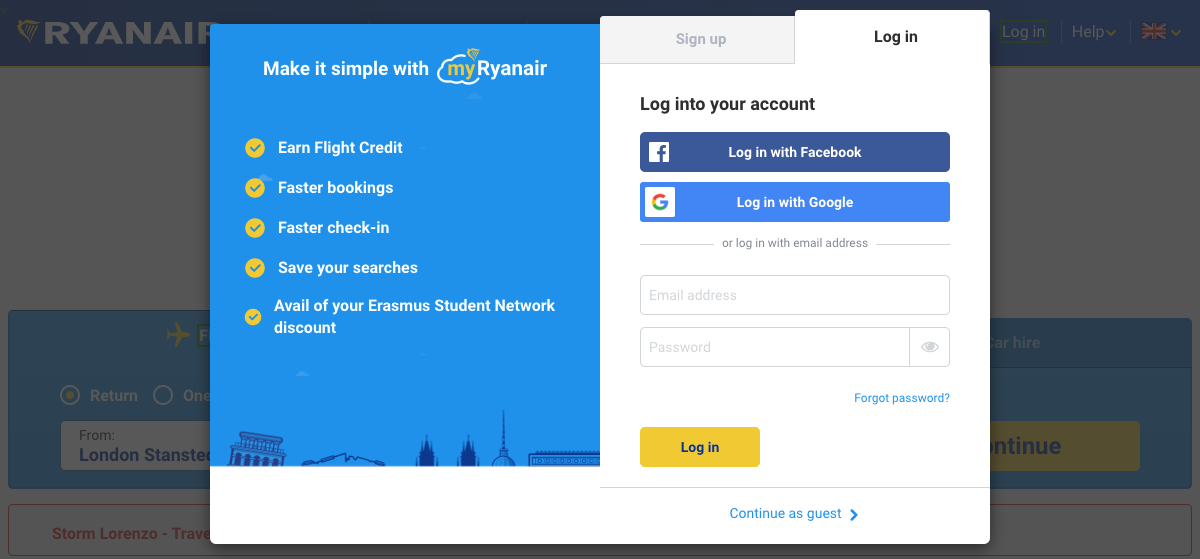 RYANAIR
Log in
Help
Make it simple with myRyanair
Earn Flight Credit
Faster bookings
Faster check-in
Save your searches
Avail of your Erasmus Student Network
discount
Sign up
Log in
Log into your account
Log in with Facebook
Log in with Google
or log in with email address
Email address
Password
Forgot password?
Log in
Continue as guest
Car hire
Return
From:
London Stansted
Storm Lorenzo -